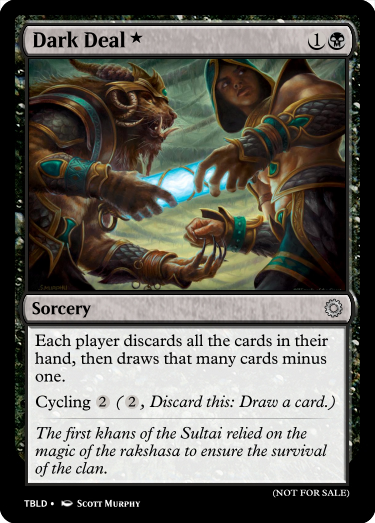 Dark Deal ★ 1
Sorcery
Each player discards all the cards in their
hand, then draws that many cards minus
one.
Cycling 2 ( 2, Discard this: Draw a card.)
The first khans of the Sultai relied on the
magic of the rakshasa to ensure the survival
of the clan.
(NOT FOR SALE)
TBLD • Scott Murphy